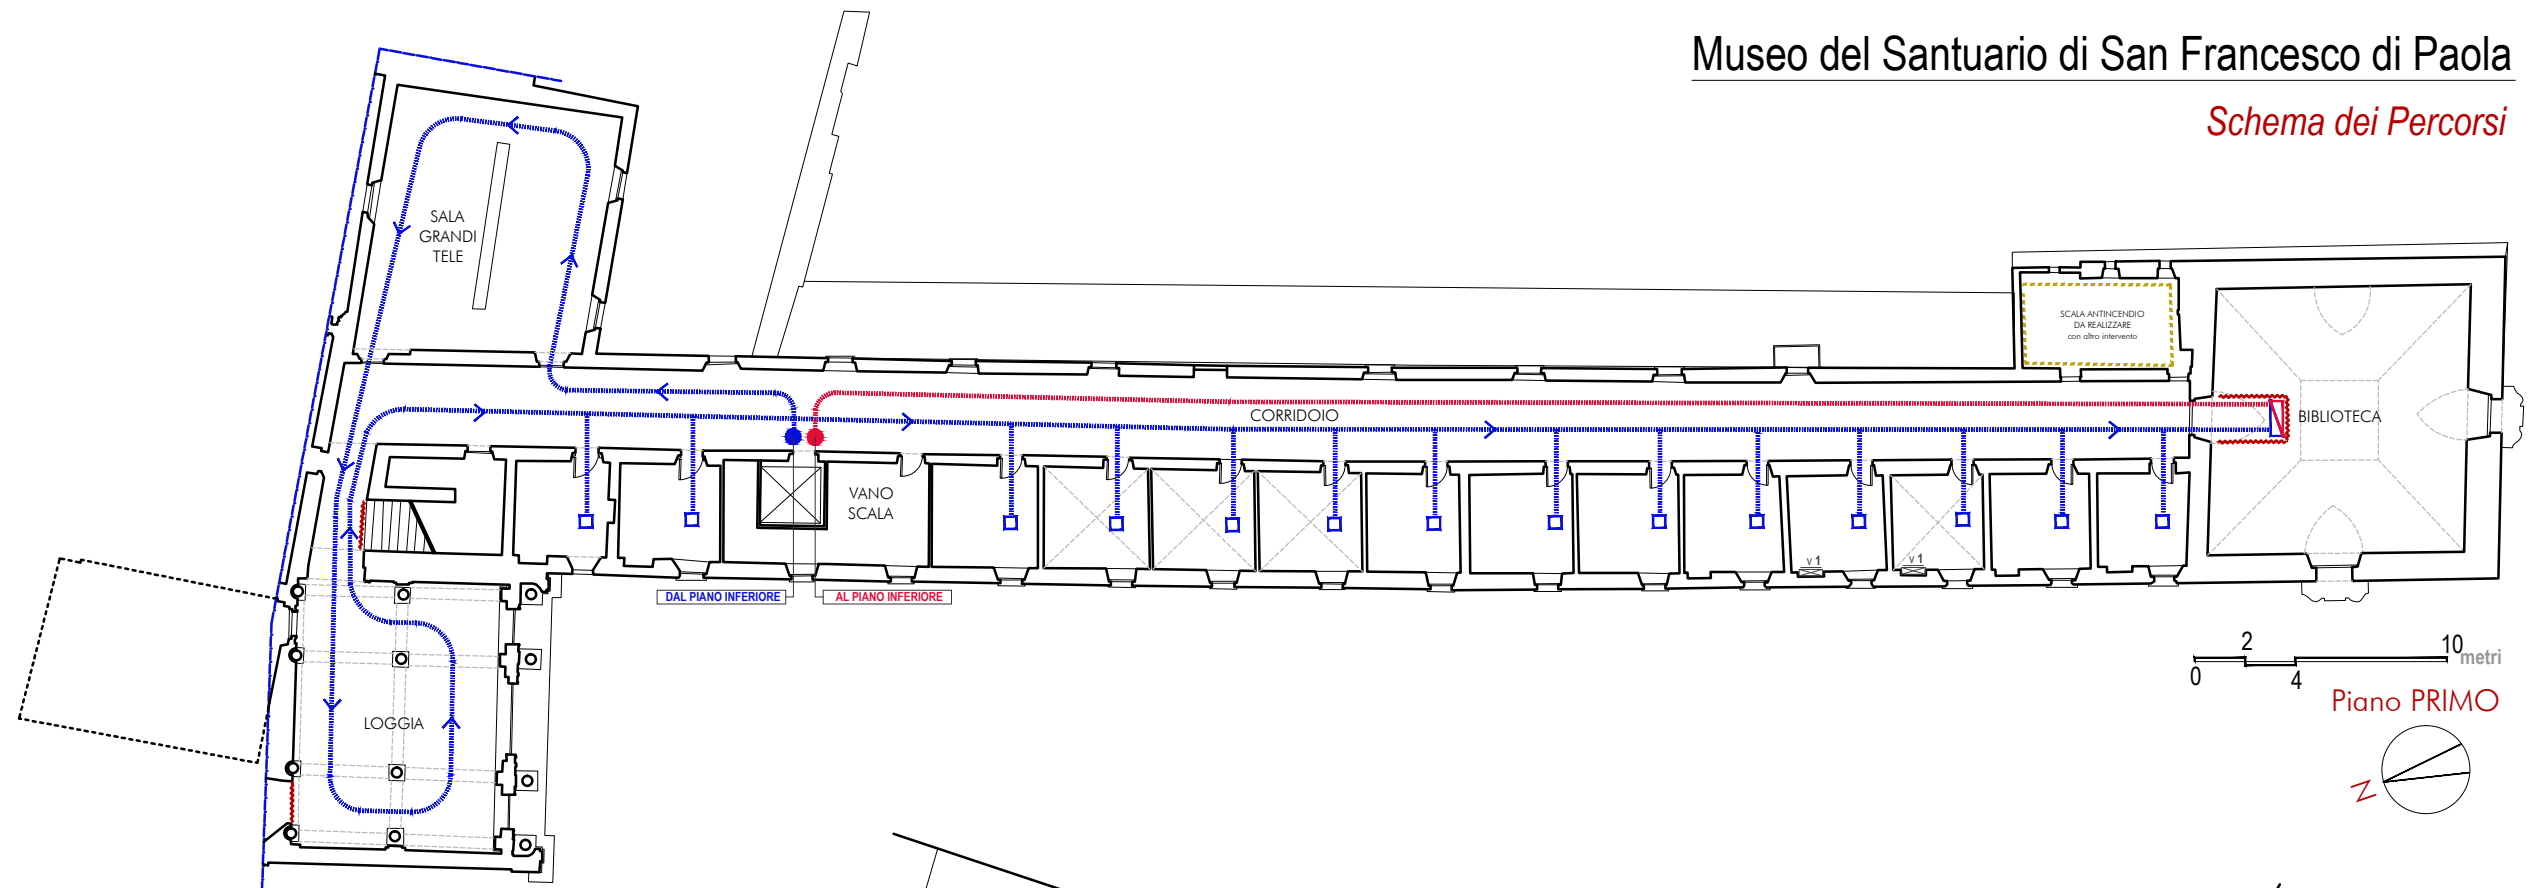 Museo del Santuario di San Francesco di Paola
Schema dei Percorsi
SALA
GRANDI
TELE
SCALA ANTINCENDIO
DA REALIZZARE
con altro intervento
CORRIDOIO
BIBLIOTECA
VANO
SCALA
v1
v1
DAL PIANO INFERIORE
AL PIANO INFERIORE
LOGGIA
2
10
metri
0
4
Piano PRIMO
N